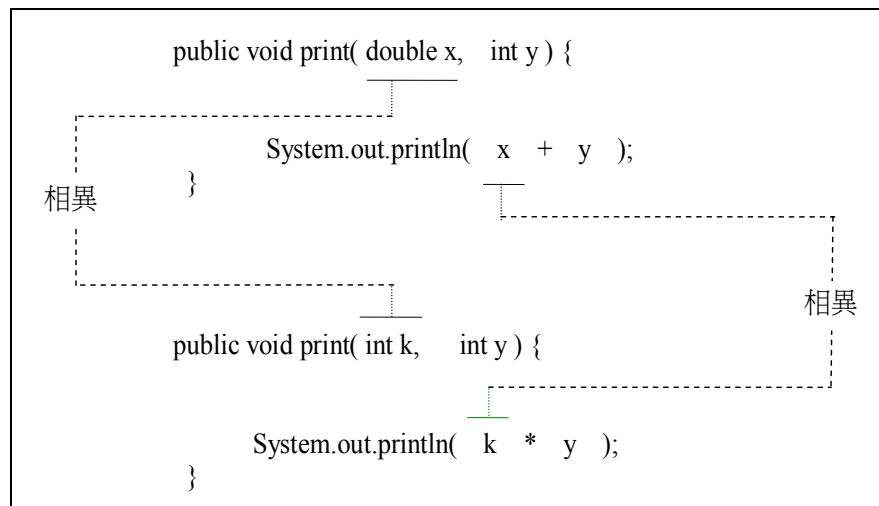 public void print( double x, int y ) {
System.out.println( x + y );
}
相異
相異
public void print( int k, int y ) {
System.out.println( k * y );
}